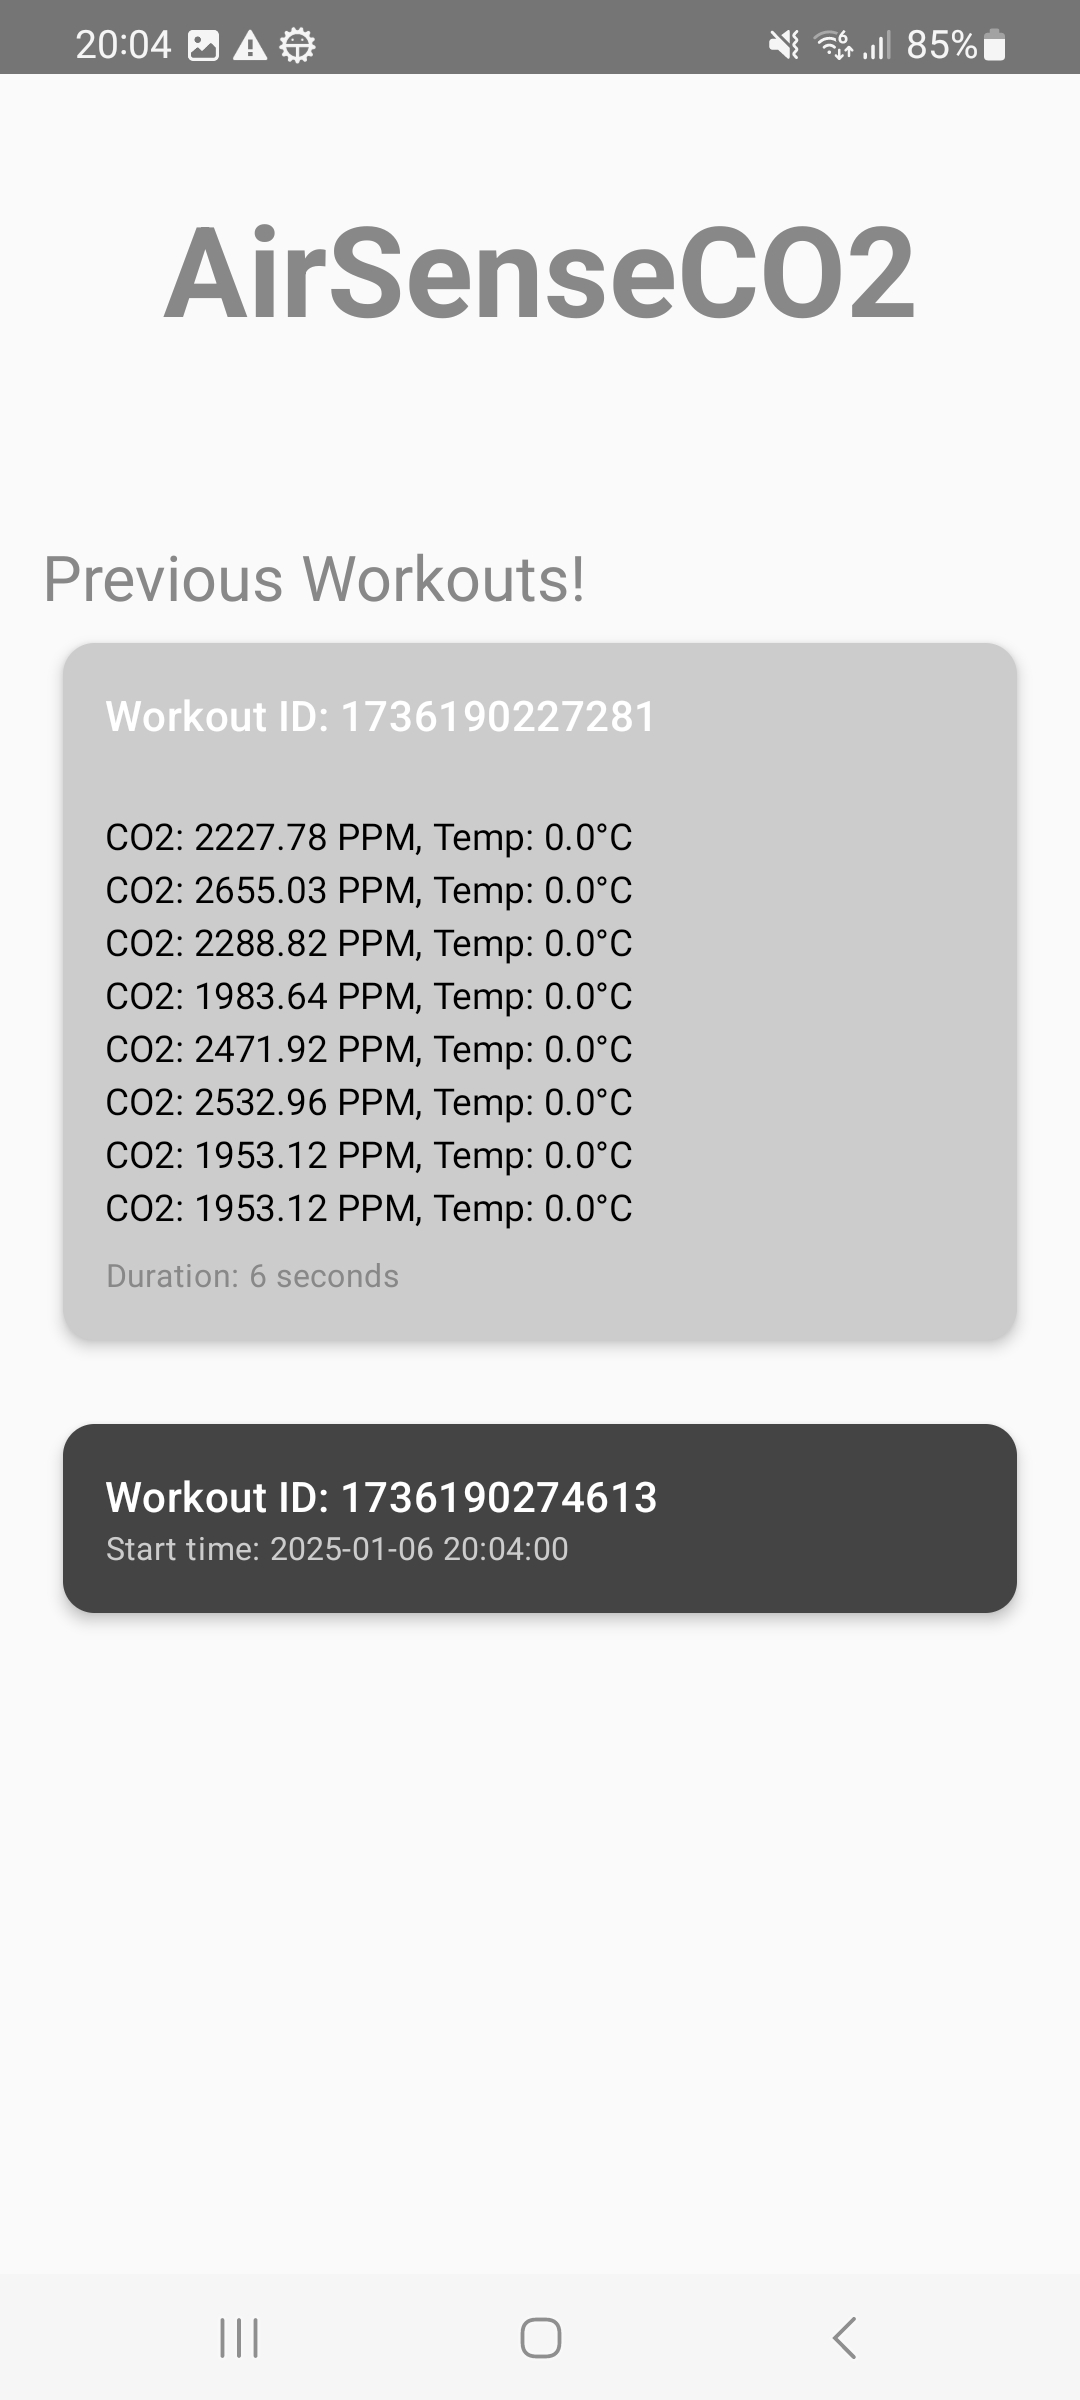 20:04
85%
AirSenseCO2
Previous Workouts!
Workout ID: 1736190227281
CO2: 2227.78 PPM, Temp: 0.0°C
CO2: 2655.03 PPM, Temp: 0.0°C
CO2: 2288.82 PPM, Temp: 0.0°C
CO2: 1983.64 PPM, Temp: 0.0°C
CO2: 2471.92 PPM, Temp: 0.0°C
CO2: 2532.96 PPM, Temp: 0.0°C
CO2: 1953.12 PPM, Temp: 0.0°C
CO2: 1953.12 PPM, Temp: 0.0°C
Duration: 6 seconds
Workout ID: 1736190274613
Start time: 2025-01-06 20:04:00